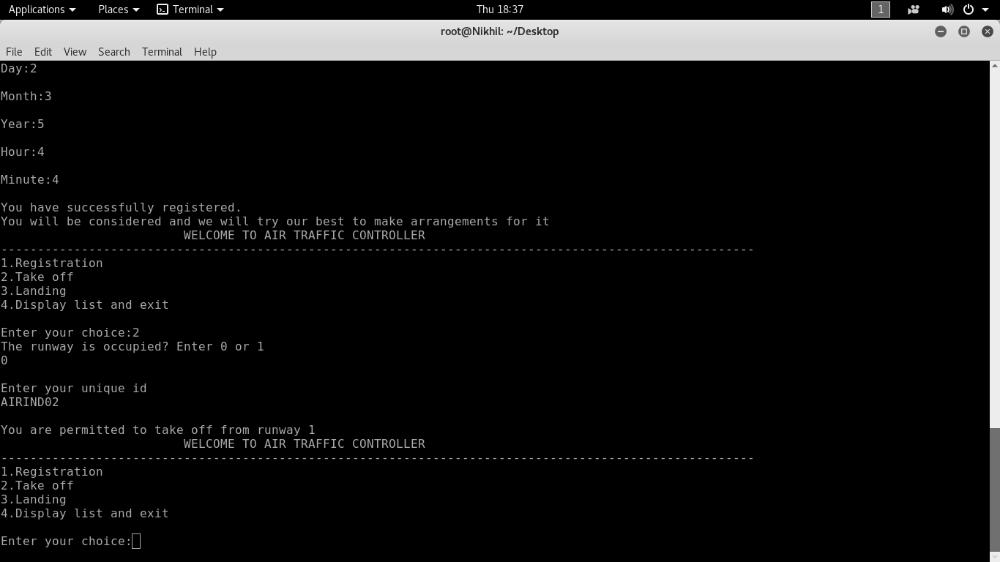 Applications Places Terminal Thu 18:37 1
root@Nikhil: ~/Desktop
File Edit View Search Terminal Help
Day:2
Month:3
Year:5
Hour:4
Minute:4
You have successfully registered.
You will be considered and we will try our best to make arrangements for it
WELCOME TO AIR TRAFFIC CONTROLLER
-------------------------------------------------------------------------------------------------------
1.Registration
2.Take off
3.Landing
4.Display list and exit
Enter your choice:2
The runway is occupied? Enter 0 or 1
0
Enter your unique id
AIRIND02
You are permitted to take off from runway 1
WELCOME TO AIR TRAFFIC CONTROLLER
-------------------------------------------------------------------------------------------------------
1.Registration
2.Take off
3.Landing
4.Display list and exit
Enter your choice: